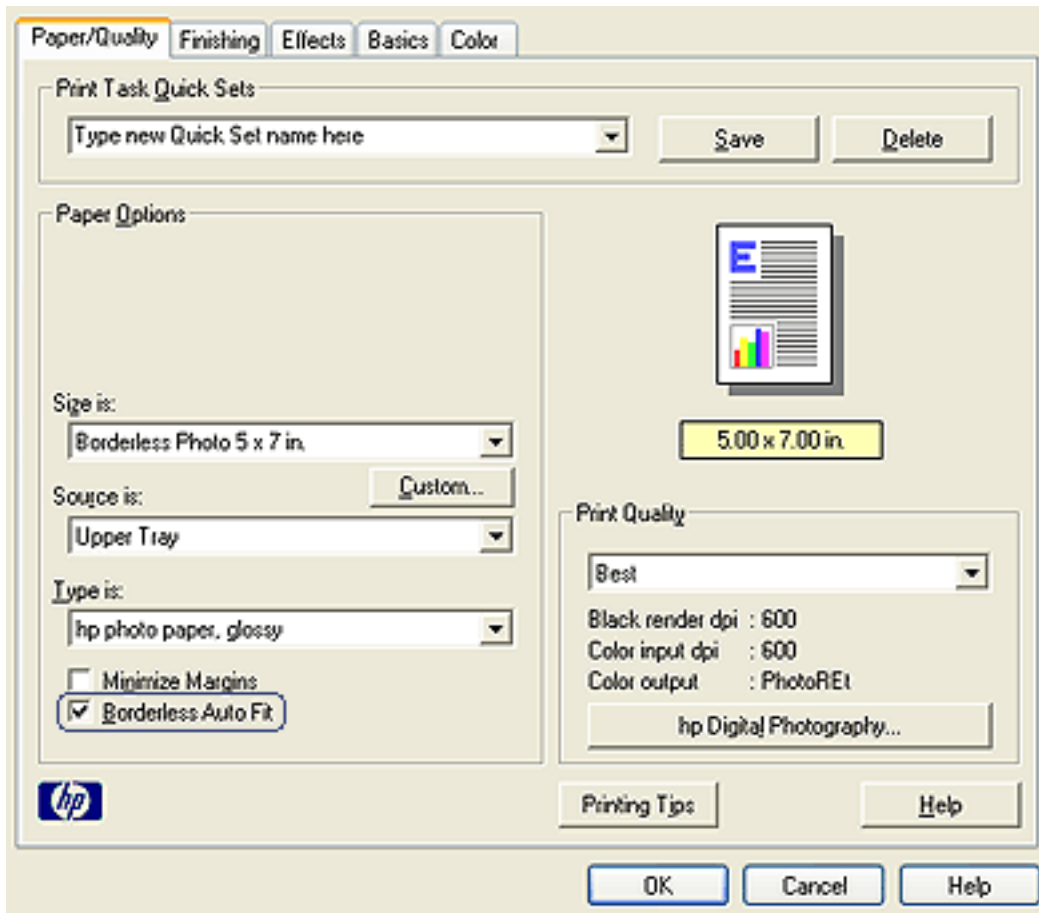 Paper/Quality Finishing Effects Basics Color
Print Task Quick Sets
Type new Quick Set name here Save Delete
Paper Options
E
Size is:
Borderless Photo 5 x 7 in.
5.00 x 7.00 in.
Custom...
Source is:
Upper Tray
Print Quality
Best
Type is:
hp photo paper, glossy
Black render dpi : 600
Color input dpi : 600
Color output : PhotoREt
Minimize Margins
Borderless Auto Fit
hp Digital Photography...
hp
Printing Tips Help
OK Cancel Help